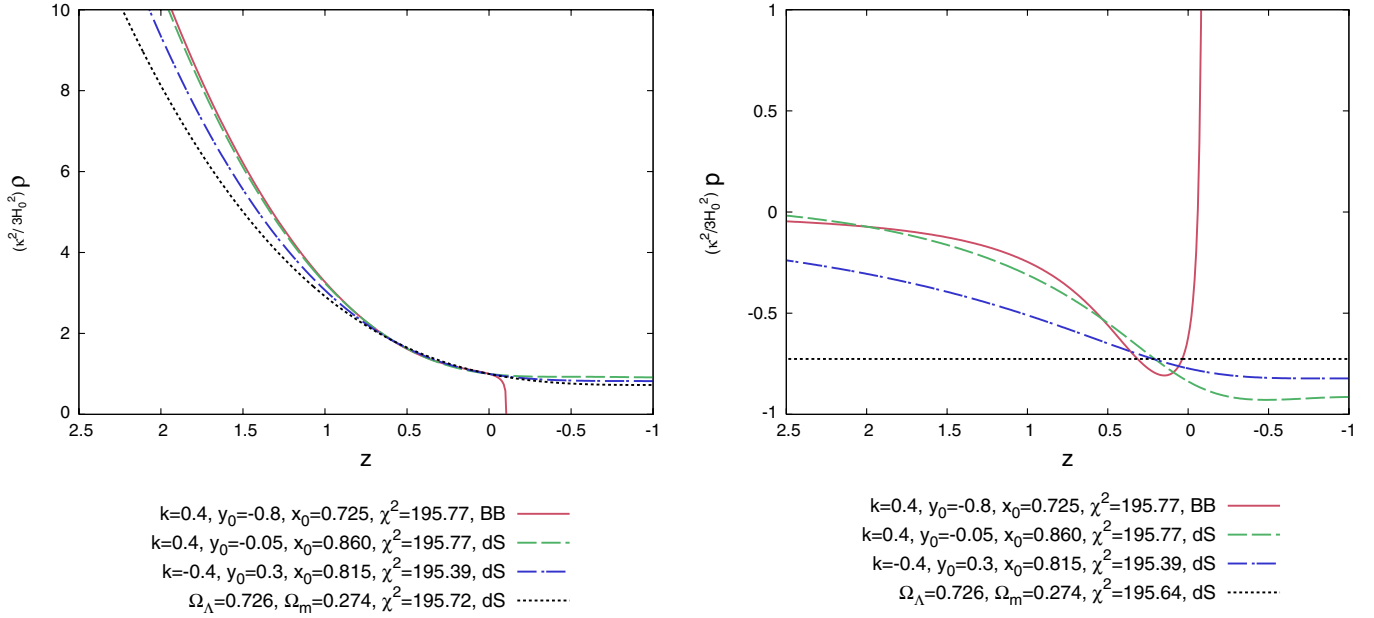 10
8
6
4
2
0
2.5 2 1.5 1 0.5 0 -0.5 -1
(κ²/3H₀²) ρ
z
k=0.4, y₀=-0.8, x₀=0.725, χ²=195.77, BB
k=0.4, y₀=-0.05, x₀=0.860, χ²=195.77, dS
k=-0.4, y₀=0.3, x₀=0.815, χ²=195.39, dS
Ω_Λ=0.726, Ω_m=0.274, χ²=195.72, dS
1
0.5
0
-0.5
-1
2.5 2 1.5 1 0.5 0 -0.5 -1
(κ²/3H₀²) p
z
k=0.4, y₀=-0.8, x₀=0.725, χ²=195.77, BB
k=0.4, y₀=-0.05, x₀=0.860, χ²=195.77, dS
k=-0.4, y₀=0.3, x₀=0.815, χ²=195.39, dS
Ω_Λ=0.726, Ω_m=0.274, χ²=195.64, dS